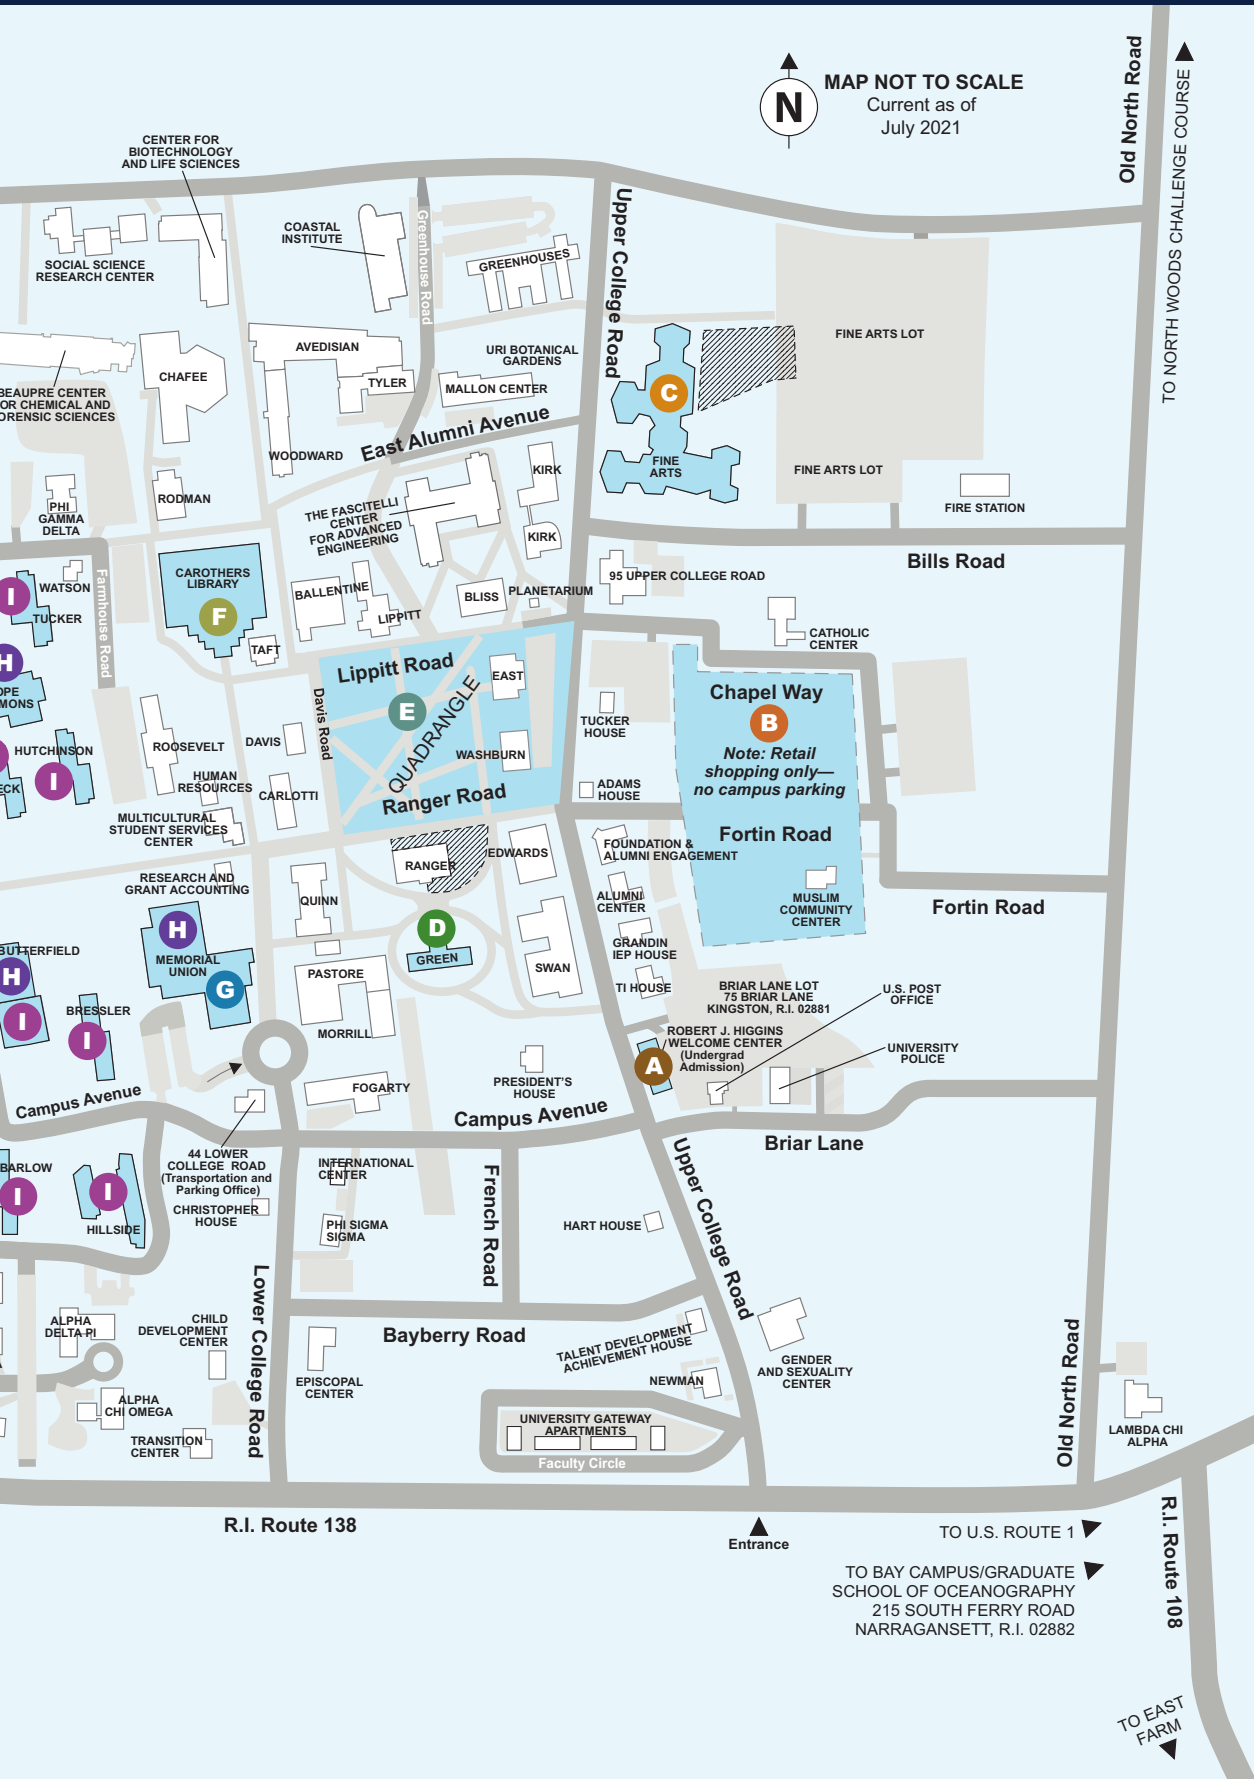 MAP NOT TO SCALE
Current as of
July 2021
N
Old North Road
TO NORTH WOODS CHALLENGE COURSE
CENTER FOR
BIOTECHNOLOGY
AND LIFE SCIENCES
COASTAL
INSTITUTE
Greenhouse Road
GREENHOUSES
Upper College Road
SOCIAL SCIENCE
RESEARCH CENTER
AVEDISIAN
CHAFEE
TYLER
URI BOTANICAL
GARDENS
MALLON CENTER
FINE ARTS LOT
C
BEAUPRE CENTER
OR CHEMICAL AND
ORENSIC SCIENCES
East Alumni Avenue
WOODWARD
FINE
ARTS
FINE ARTS LOT
KIRK
RODMAN
PHI
GAMMA
DELTA
THE FASCITELLI
CENTER
FOR ADVANCED
ENGINEERING
FIRE STATION
KIRK
Bills Road
CAROTHERS
LIBRARY
F
WATSON
I
TUCKER
Farmhouse Road
BALLENTINE
LIPPITT
BLISS
PLANETARIUM
95 UPPER COLLEGE ROAD
CATHOLIC
CENTER
TAFT
H
OPE
MONS
Lippitt Road
EAST
E
QUADRANGLE
Davis Road
Chapel Way
B
Note: Retail
shopping only—
no campus parking
TUCKER
HOUSE
HUTCHINSON
I
ECK
ROOSEVELT
DAVIS
WASHBURN
HUMAN
RESOURCES
CARLOTTI
Ranger Road
ADAMS
HOUSE
MULTICULTURAL
STUDENT SERVICES
CENTER
Fortin Road
FOUNDATION &
ALUMNI ENGAGEMENT
EDWARDS
RANGER
RESEARCH AND
GRANT ACCOUNTING
QUINN
ALUMNI
CENTER
MUSLIM
COMMUNITY
CENTER
Fortin Road
H
MEMORIAL
UNION
G
D
GREEN
BUTTERFIELD
H
I
GRANDIN
IEP HOUSE
SWAN
PASTORE
TI HOUSE
BRIAR LANE LOT
75 BRIAR LANE
KINGSTON, R.I. 02881
U.S. POST
OFFICE
BRESSLER
I
MORRILL
ROBERT J. HIGGINS
WELCOME CENTER
(Undergrad
Admission)
A
UNIVERSITY
POLICE
PRESIDENT'S
HOUSE
FOGARTY
Campus Avenue
Campus Avenue
Briar Lane
44 LOWER
COLLEGE ROAD
(Transportation and
Parking Office)
INTERNATIONAL
CENTER
BARLOW
I
I
HILLSIDE
CHRISTOPHER
HOUSE
PHI SIGMA
SIGMA
French Road
HART HOUSE
Upper College Road
Lower College Road
ALPHA
DELTA PI
CHILD
DEVELOPMENT
CENTER
Bayberry Road
TALENT DEVELOPMENT
ACHIEVEMENT HOUSE
GENDER
AND SEXUALITY
CENTER
EPISCOPAL
CENTER
NEWMAN
ALPHA
CHI OMEGA
TRANSITION
CENTER
UNIVERSITY GATEWAY
APARTMENTS
Faculty Circle
Old North Road
LAMBDA CHI
ALPHA
R.I. Route 138
Entrance
TO U.S. ROUTE 1
TO BAY CAMPUS/GRADUATE
SCHOOL OF OCEANOGRAPHY
215 SOUTH FERRY ROAD
NARRAGANSETT, R.I. 02882
R.I. Route 108
TO EAST
FARM